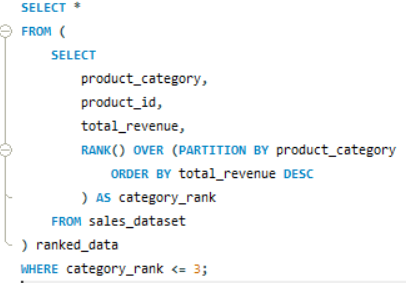 SELECT *
FROM (
    SELECT
        product_category,
        product_id,
        total_revenue,
        RANK() OVER (PARTITION BY product_category
            ORDER BY total_revenue DESC
        ) AS category_rank
    FROM sales_dataset
) ranked_data
WHERE category_rank <= 3;